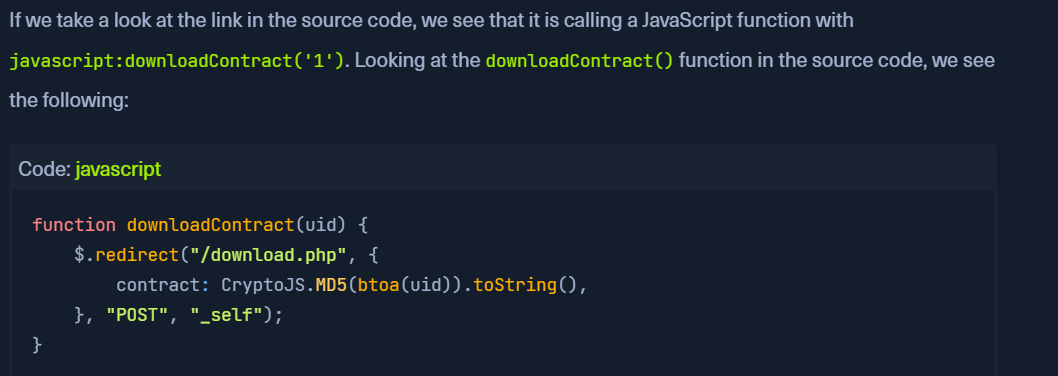 If we take a look at the link in the source code, we see that it is calling a JavaScript function with
javascript:downloadContract('1'). Looking at the downloadContract() function in the source code, we see
the following:
Code: javascript
function downloadContract(uid) {
    $.redirect("/download.php", {
        contract: CryptoJS.MD5(btoa(uid)).toString(),
    }, "POST", "_self");
}